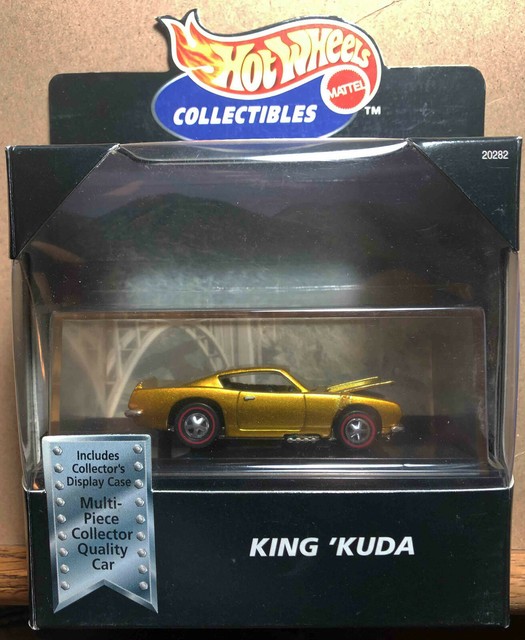 Hot Wheels
MATTEL
COLLECTIBLES
TM
20282
Includes
Collector's
Display Case
Multi-
Piece
Collector
Quality
Car
KING 'KUDA